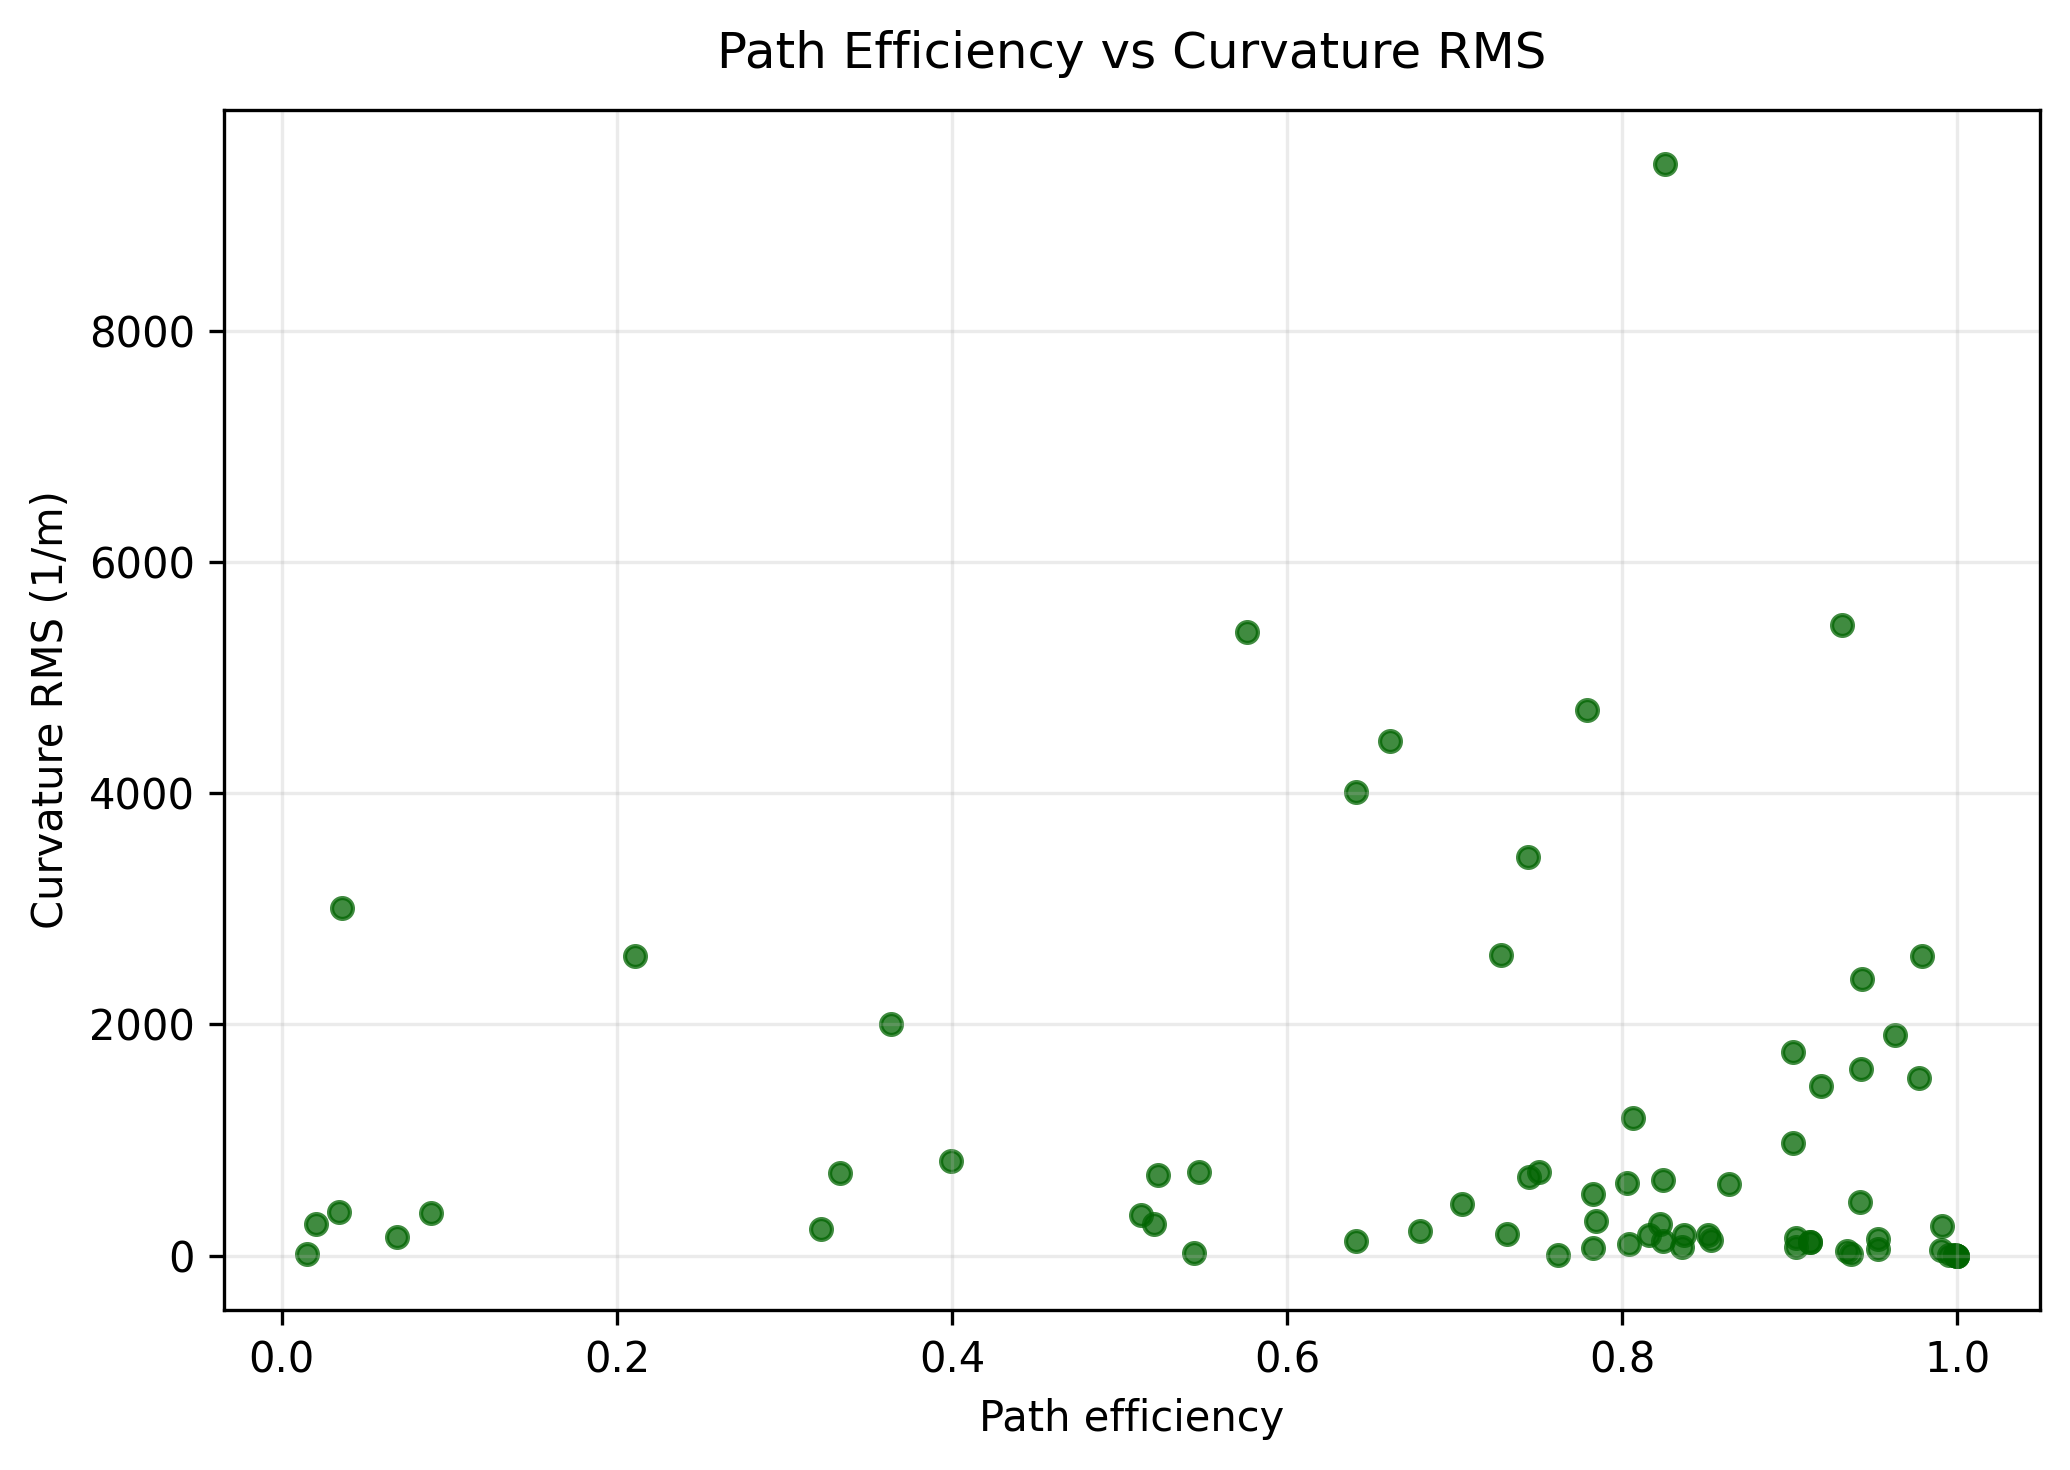 Path Efficiency vs Curvature RMS
Curvature RMS (1/m)
8000
6000
4000
2000
0
0.0 0.2 0.4 0.6 0.8 1.0
Path efficiency